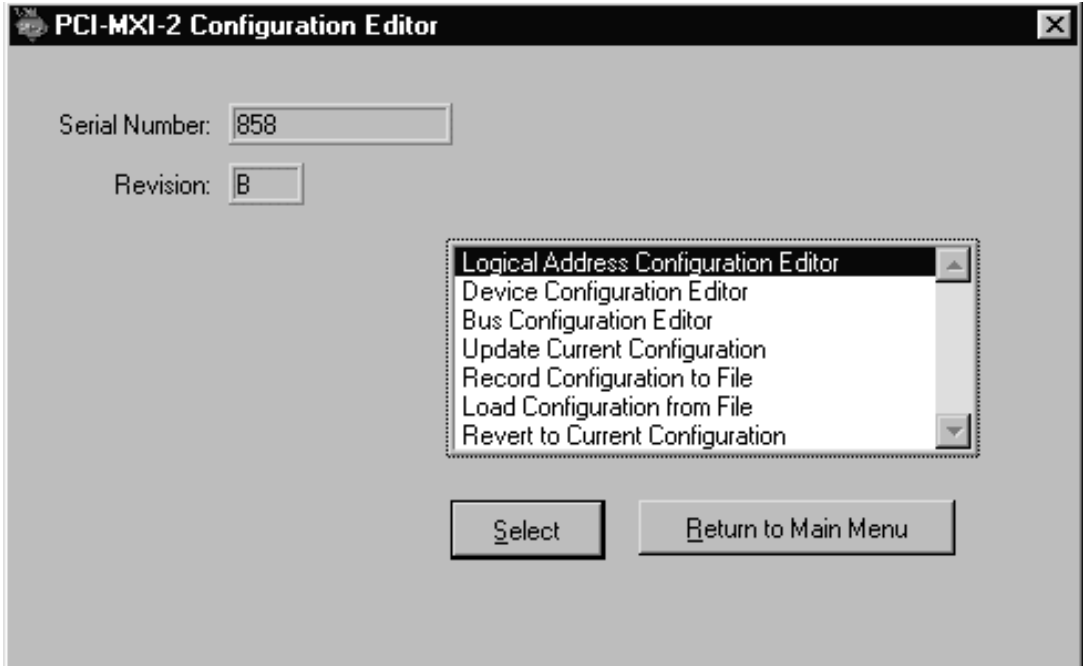 PCI-MXI-2 Configuration Editor
Serial Number: 858
Revision: B
Logical Address Configuration Editor
Device Configuration Editor
Bus Configuration Editor
Update Current Configuration
Record Configuration to File
Load Configuration from File
Revert to Current Configuration
Select Return to Main Menu